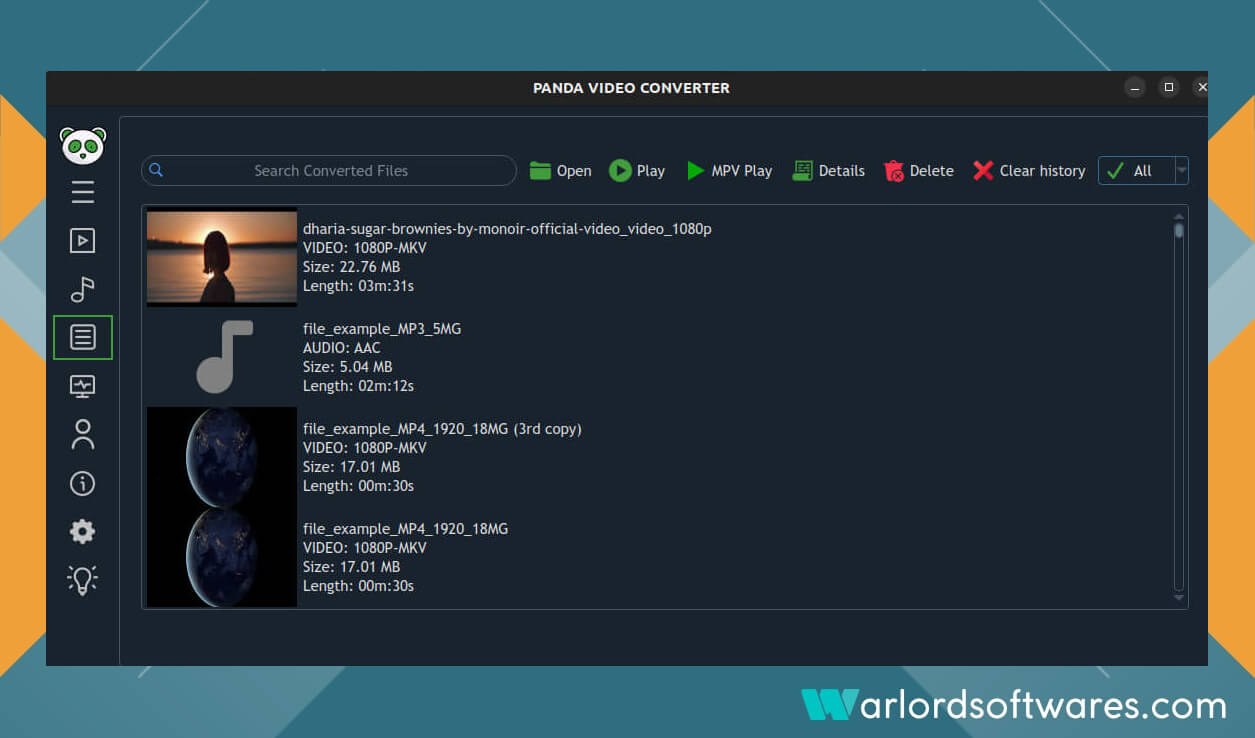 PANDA VIDEO CONVERTER
Search Converted Files
Open
Play
MPV Play
Details
Delete
Clear history
All
dharia-sugar-brownies-by-monoir-official-video_video_1080p
VIDEO: 1080P-MKV
Size: 22.76 MB
Length: 03m:31s
file_example_MP3_5MG
AUDIO: AAC
Size: 5.04 MB
Length: 02m:12s
file_example_MP4_1920_18MG (3rd copy)
VIDEO: 1080P-MKV
Size: 17.01 MB
Length: 00m:30s
file_example_MP4_1920_18MG
VIDEO: 1080P-MKV
Size: 17.01 MB
Length: 00m:30s
Warlordsoftwares.com